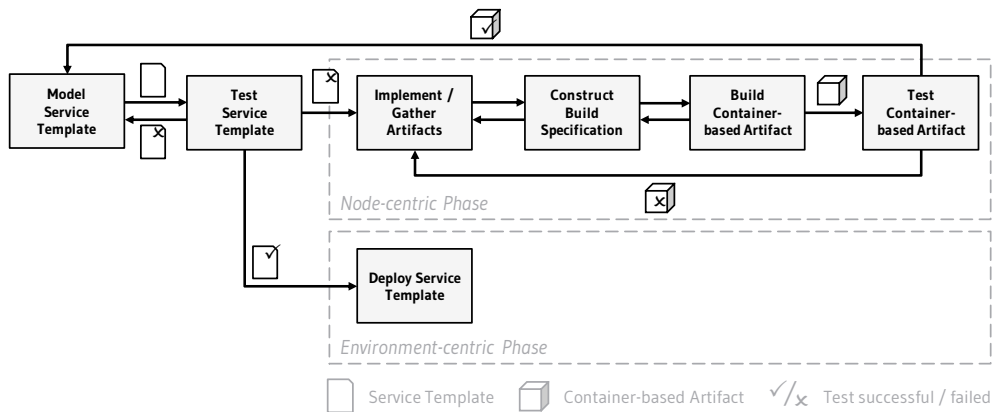 Model
Service
Template
Test
Service
Template
Implement /
Gather
Artifacts
Construct
Build
Specification
Build
Container-
based Artifact
Test
Container-
based Artifact
Node-centric Phase
Deploy Service
Template
Environment-centric Phase
Service Template
Container-based Artifact
Test successful / failed